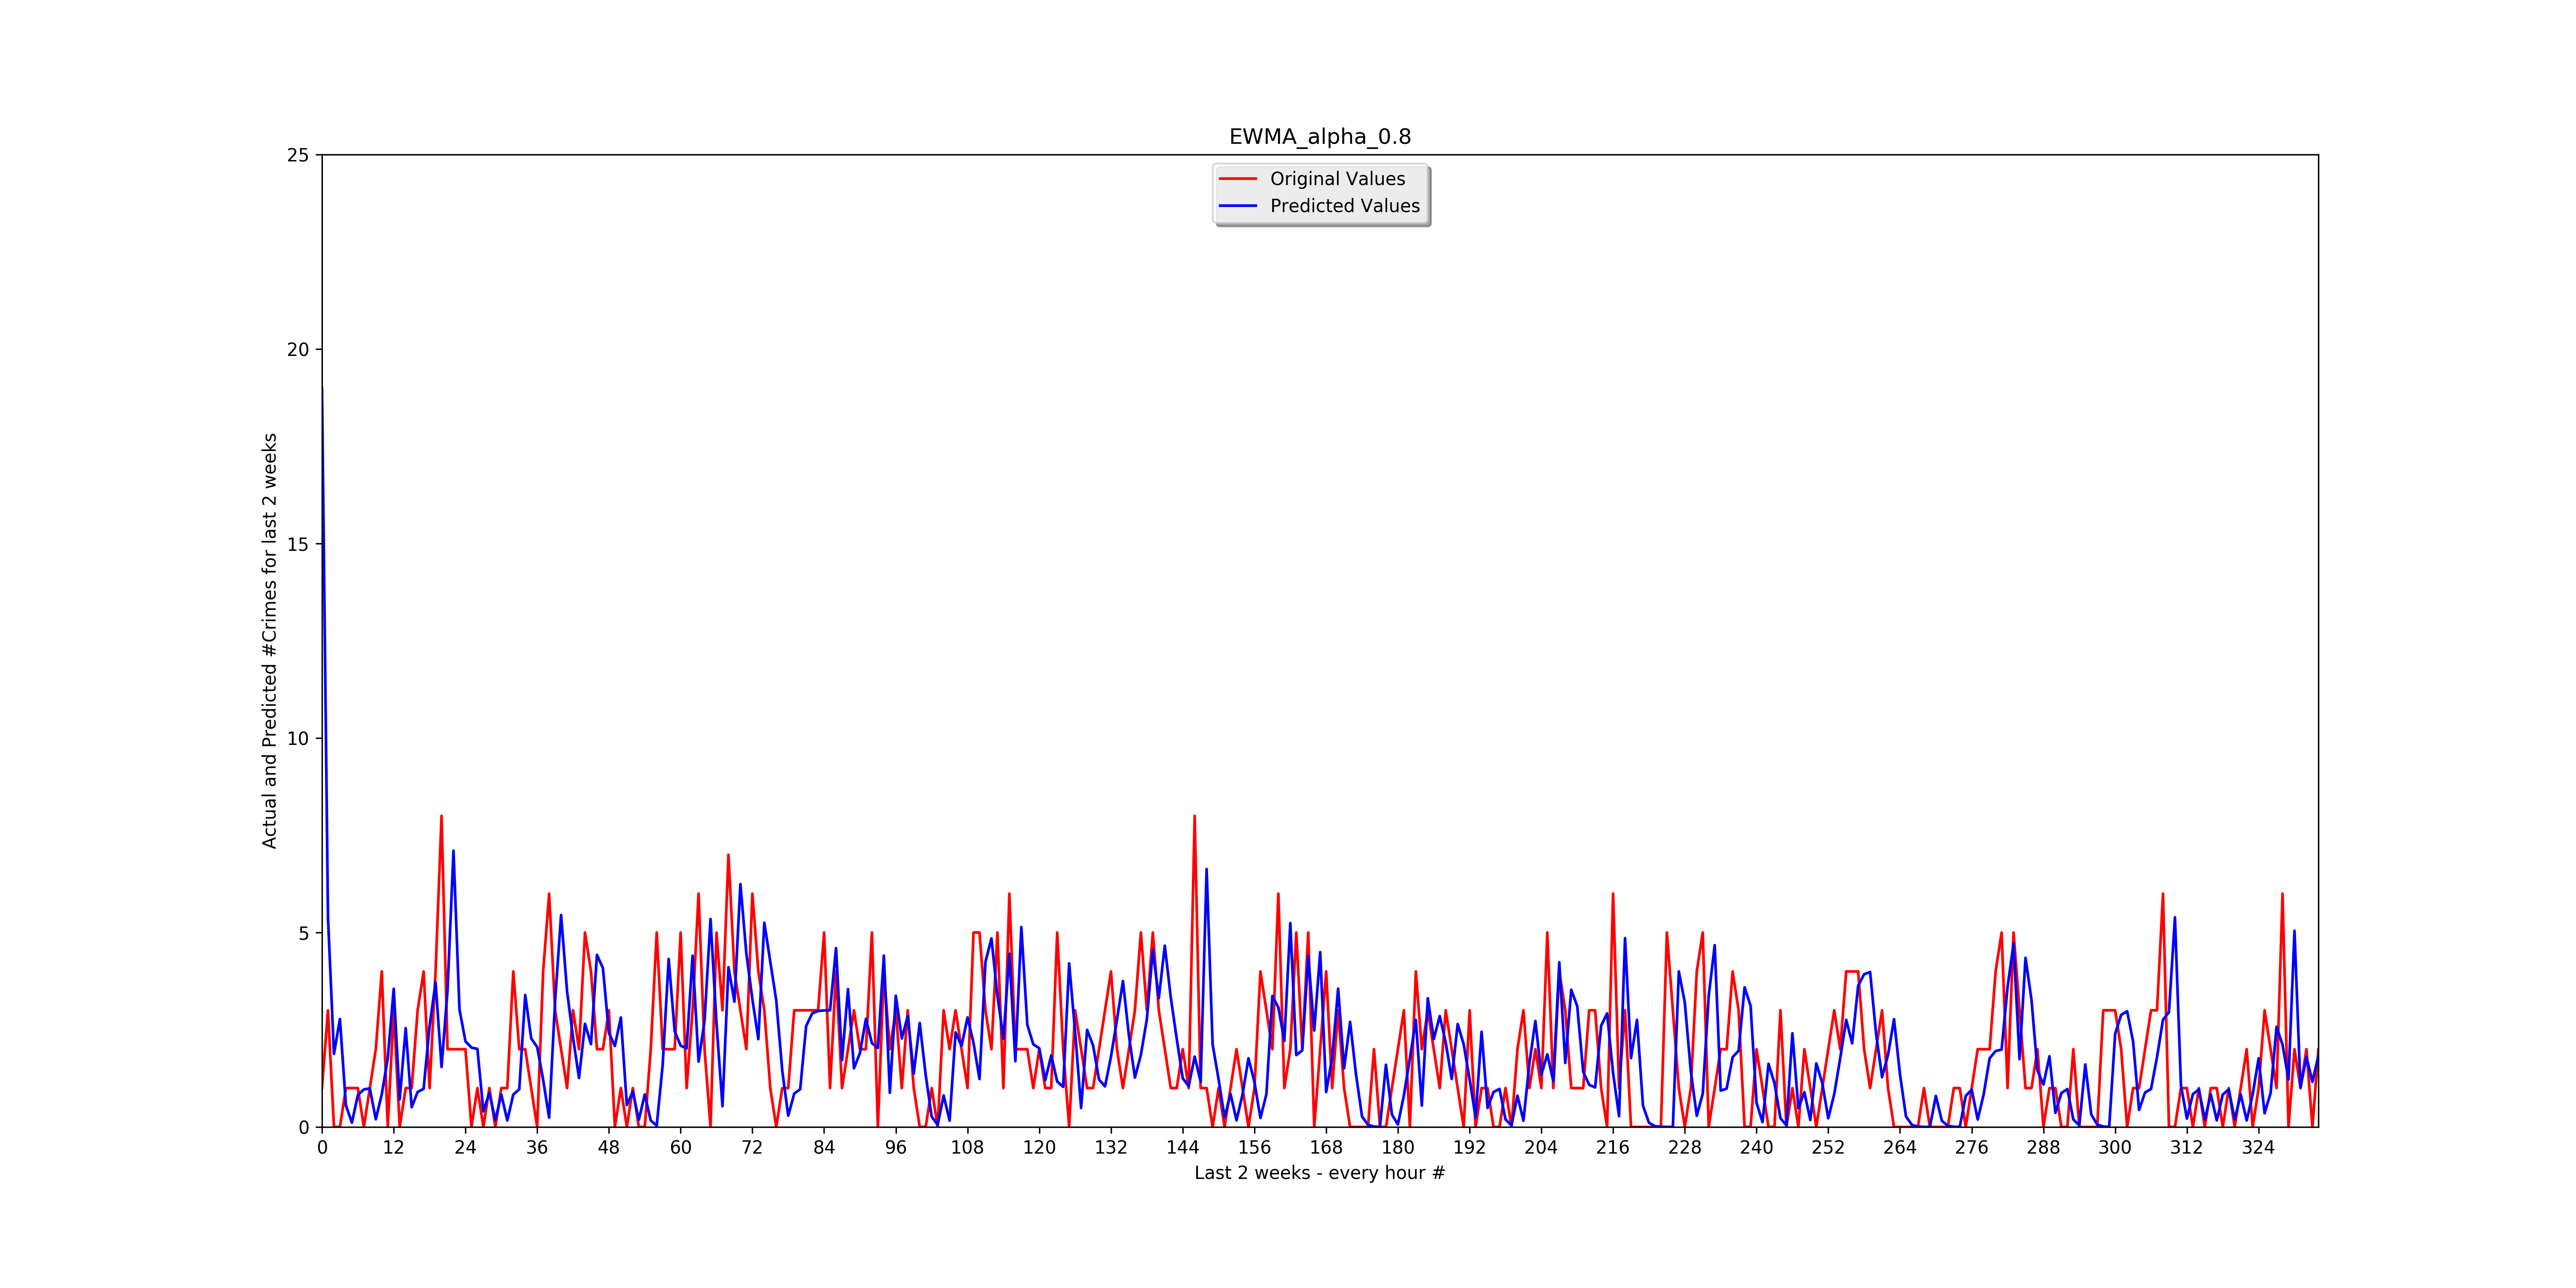 EWMA_alpha_0.8
Original Values
Predicted Values
25
20
15
10
5
0
Actual and Predicted #Crimes for last 2 weeks
0 12 24 36 48 60 72 84 96 108 120 132 144 156 168 180 192 204 216 228 240 252 264 276 288 300 312 324
Last 2 weeks - every hour #